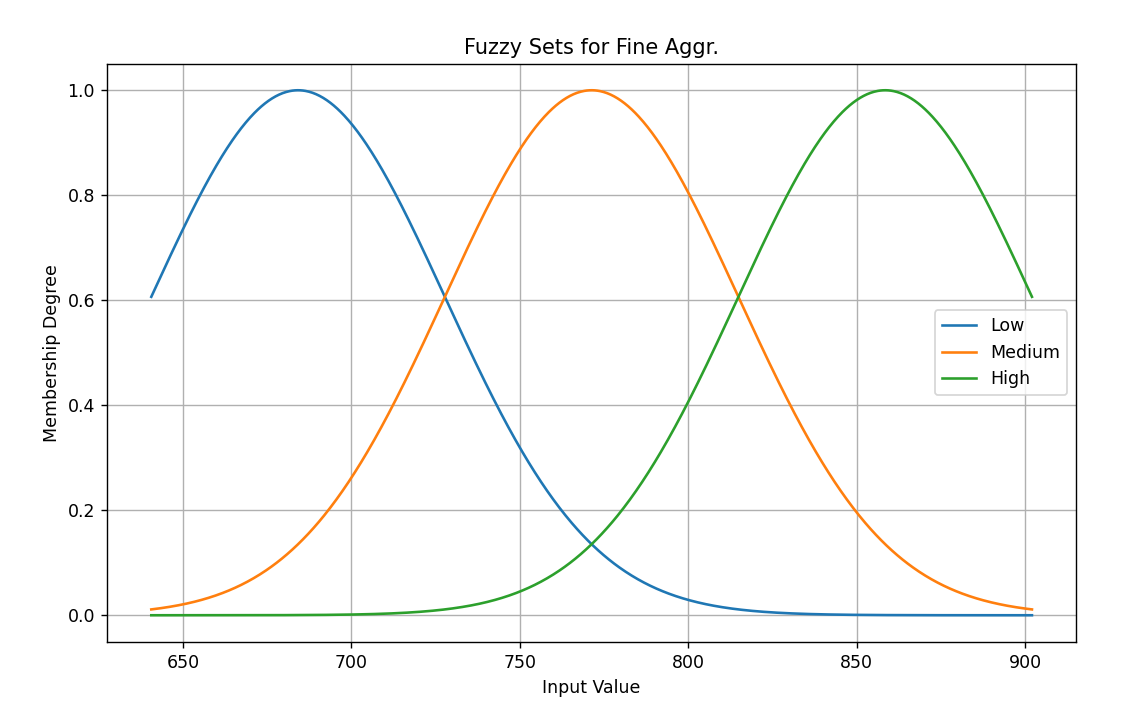 Fuzzy Sets for Fine Aggr.
Membership Degree
1.0
0.8
0.6
0.4
0.2
0.0
Low
Medium
High
650 700 750 800 850 900
Input Value